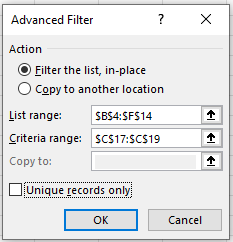 Advanced Filter
Action
Filter the list, in-place
Copy to another location
List range: $B$4:$F$14
Criteria range: $C$17:$C$19
Copy to:
Unique records only
OK Cancel